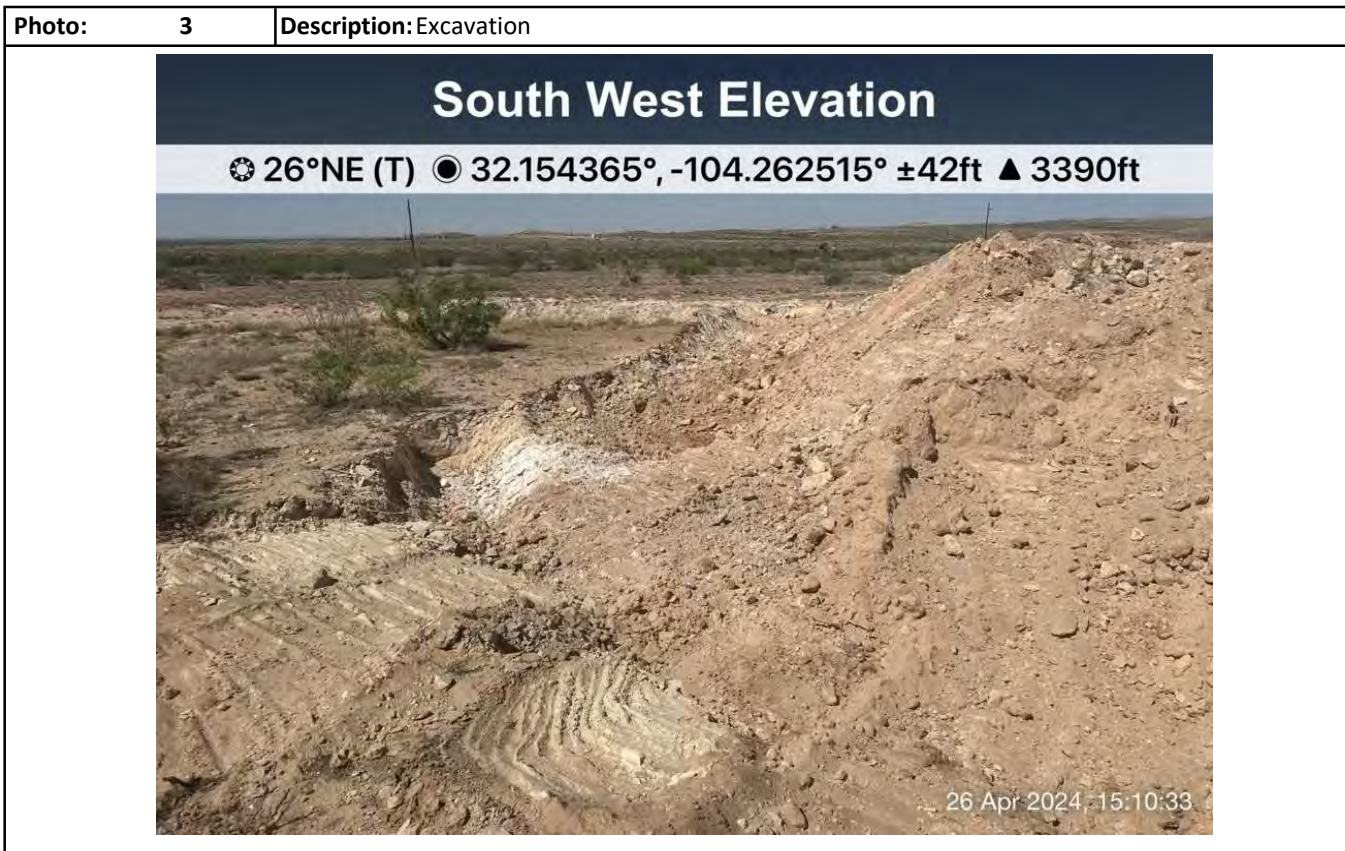 Photo: 3 Description: Excavation
South West Elevation
26°NE (T) 32.154365°, -104.262515° ±42ft ▲ 3390ft
26 Apr 2024, 15:10:33